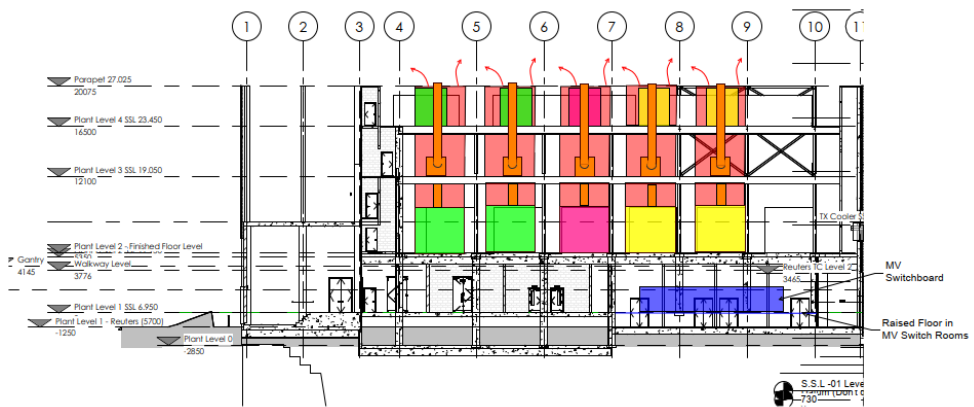 1 2 3 4 5 6 7 8 9 10 11
Parapet 27.025
20075
Plant Level 4 SSL 23.450
16500
Plant Level 3 SSL 19.050
12100
TX Cooler
Plant Level 2 - Finished Floor Level
Gantry
4145
Walkway Level
3776
Reuters TC Level 2
3465
MV
Switchboard
Plant Level 1 SSL 6.950
Plant Level 1 - Reuters (5700)
-1250
Raised Floor in
MV Switch Rooms
Plant Level 0
-2850
S.S.L -01 Leve
730